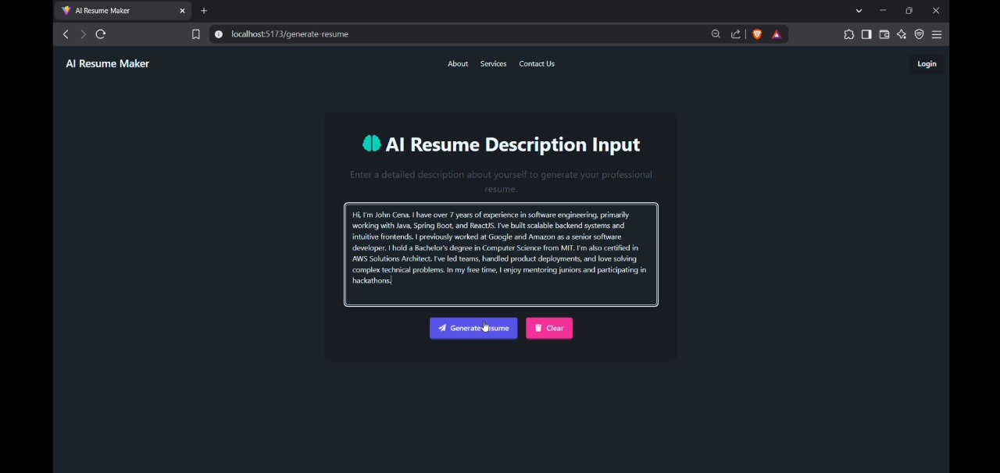 AI Resume Maker
localhost:5173/generate-resume
AI Resume Maker
About Services Contact Us
Login
AI Resume Description Input
Enter a detailed description about yourself to generate your professional
resume.
Hi, I'm John Cena. I have over 7 years of experience in software engineering, primarily
working with Java, Spring Boot, and ReactJS. I've built scalable backend systems and
intuitive frontends. I previously worked at Google and Amazon as a senior software
developer. I hold a Bachelor's degree in Computer Science from MIT. I'm also certified in
AWS Solutions Architect. I've led teams, handled product deployments, and love solving
complex technical problems. In my free time, I enjoy mentoring juniors and participating in
hackathons.
Generate Resume
Clear